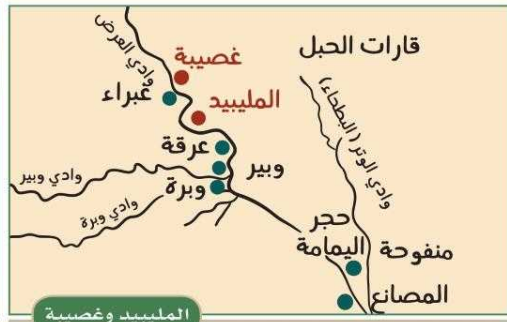 قارات الحبل
وادي العرض
غصيبة
غبراء
المليبيد
وادي الوتر (البطحاء)
عرقة
وبير
وادي وبير
وبرة
وادي وبرة
حجر
اليمامة
منفوحة
المصانع
المليبيد وغصيبة